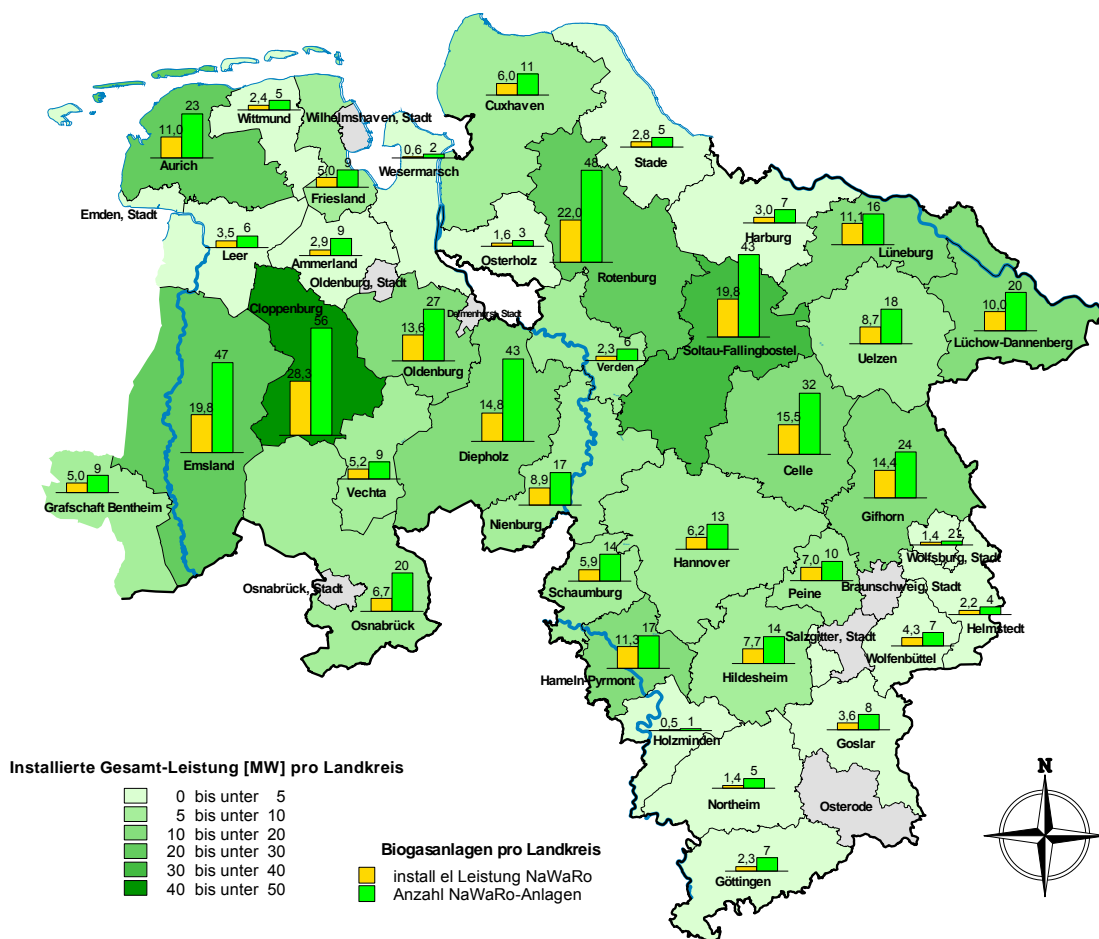 6,0 11
Cuxhaven
2,4 5
Wittmund
Wilhelmshaven, Stadt
11,0 23
Aurich
0,6 2
Wesermarsch
2,8 5
Stade
5,0 9
Friesland
Emden, Stadt
22,0 48
Rotenburg
3,0 7
Harburg
11,1 16
Lüneburg
3,5 6
Leer
2,9 9
Ammerland
1,6 3
Osterholz
Oldenburg, Stadt
19,8 43
Soltau-Fallingbostel
10,0 20
Lüchow-Dannenberg
Cloppenburg
28,3 56
13,6 27
Oldenburg
Delmenhorst, Stadt
8,7 18
Uelzen
2,3 6
Verden
19,8 47
Emsland
14,8 43
Diepholz
15,5 32
Celle
5,0 9
Grafschaft Bentheim
5,2 9
Vechta
8,9 17
Nienburg
14,4 24
Gifhorn
6,2 13
Hannover
1,4
Wolfsburg, Stadt
5,9 14
Schaumburg
7,0 10
Peine
Braunschweig, Stadt
Osnabrück, Stadt
6,7 20
Osnabrück
2,2 4
Helmstedt
11,3 17
Hameln-Pyrmont
7,7 14
Hildesheim
Salzgitter, Stadt
4,3 7
Wolfenbüttel
0,5 1
Holzminden
3,6 8
Goslar
1,4 5
Northeim
Osterode
2,3 7
Göttingen
Installierte Gesamt-Leistung [MW] pro Landkreis
0 bis unter 5
5 bis unter 10
10 bis unter 20
20 bis unter 30
30 bis unter 40
40 bis unter 50
Biogasanlagen pro Landkreis
install el Leistung NaWaRo
Anzahl NaWaRo-Anlagen
N